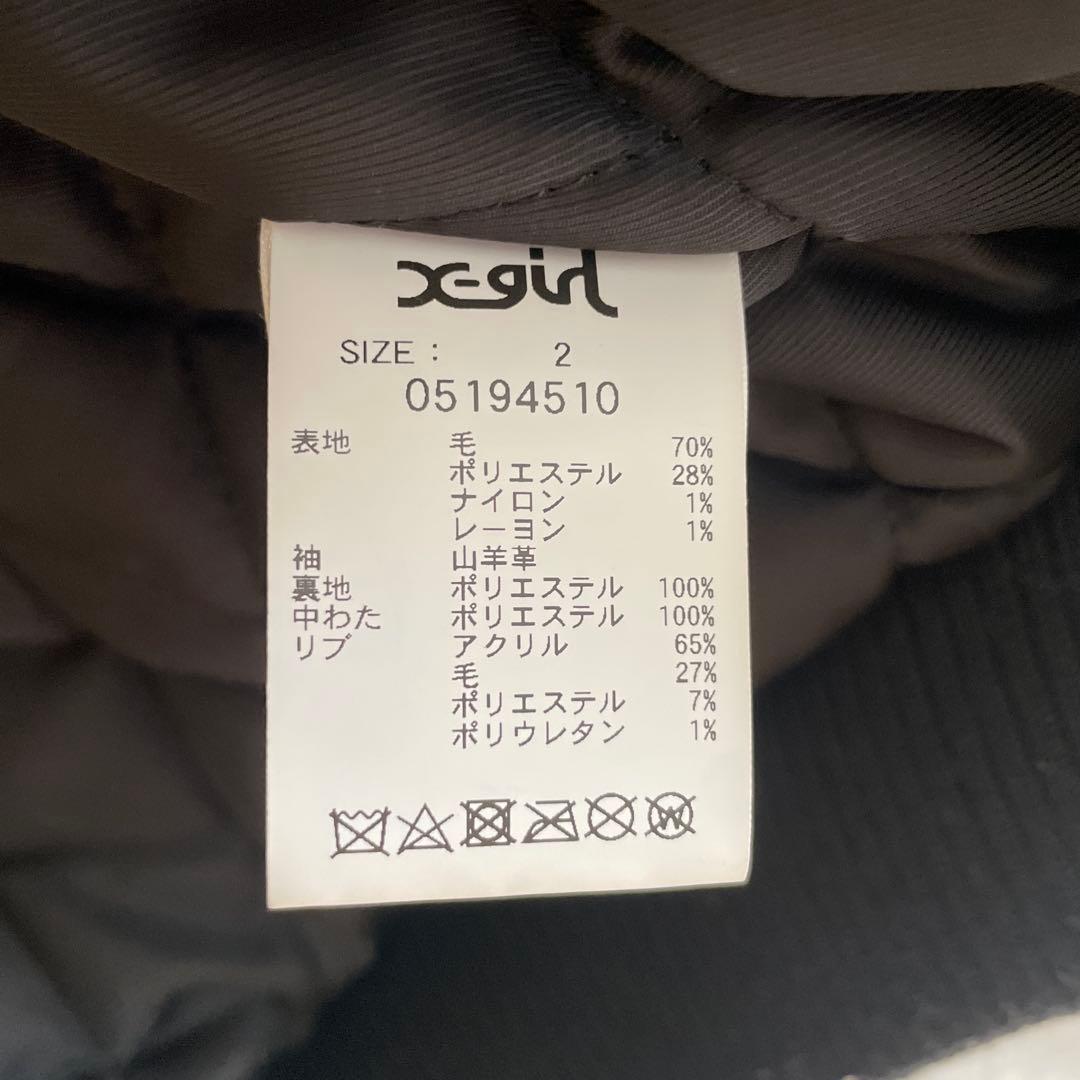 X-girl
SIZE : 2
05194510
表地 毛 70%
ポリエステル 28%
ナイロン 1%
レーヨン 1%
袖 山羊革
裏地 ポリエステル 100%
中わた ポリエステル 100%
リブ アクリル 65%
毛 27%
ポリエステル 7%
ポリウレタン 1%
W